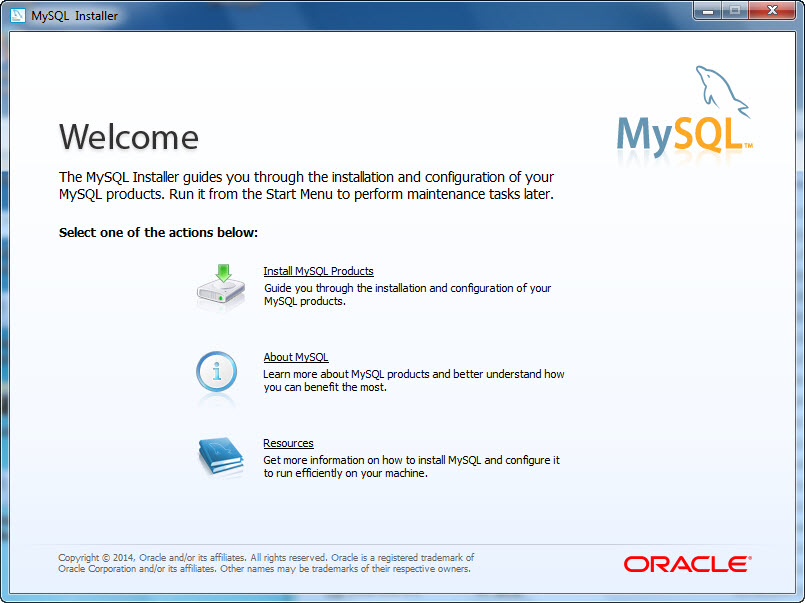 MySQL Installer
MySQL™
Welcome
The MySQL Installer guides you through the installation and configuration of your
MySQL products. Run it from the Start Menu to perform maintenance tasks later.
Select one of the actions below:
Install MySQL Products
Guide you through the installation and configuration of your
MySQL products.
About MySQL
Learn more about MySQL products and better understand how
you can benefit the most.
Resources
Get more information on how to install MySQL and configure it
to run efficiently on your machine.
Copyright © 2014, Oracle and/or its affiliates. All rights reserved. Oracle is a registered trademark of
Oracle Corporation and/or its affiliates. Other names may be trademarks of their respective owners.
ORACLE®